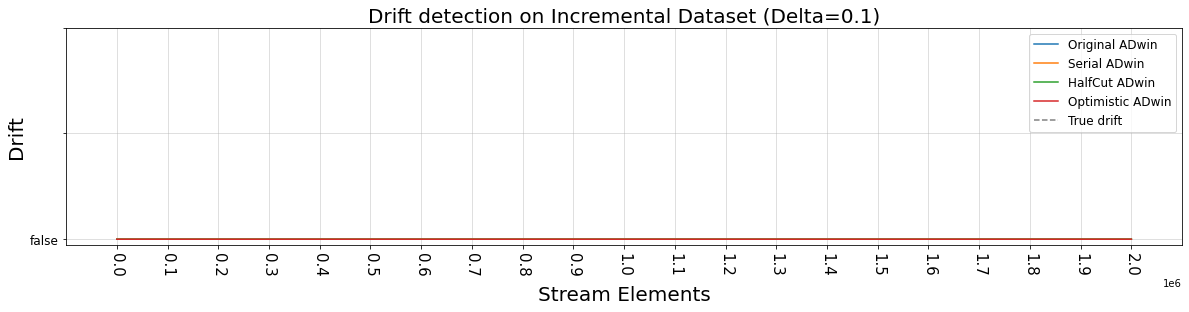 Drift detection on Incremental Dataset (Delta=0.1)
Original ADwin
Serial ADwin
HalfCut ADwin
Optimistic ADwin
True drift
Drift
false
0.0 0.1 0.2 0.3 0.4 0.5 0.6 0.7 0.8 0.9 1.0 1.1 1.2 1.3 1.4 1.5 1.6 1.7 1.8 1.9 2.0
1e6
Stream Elements